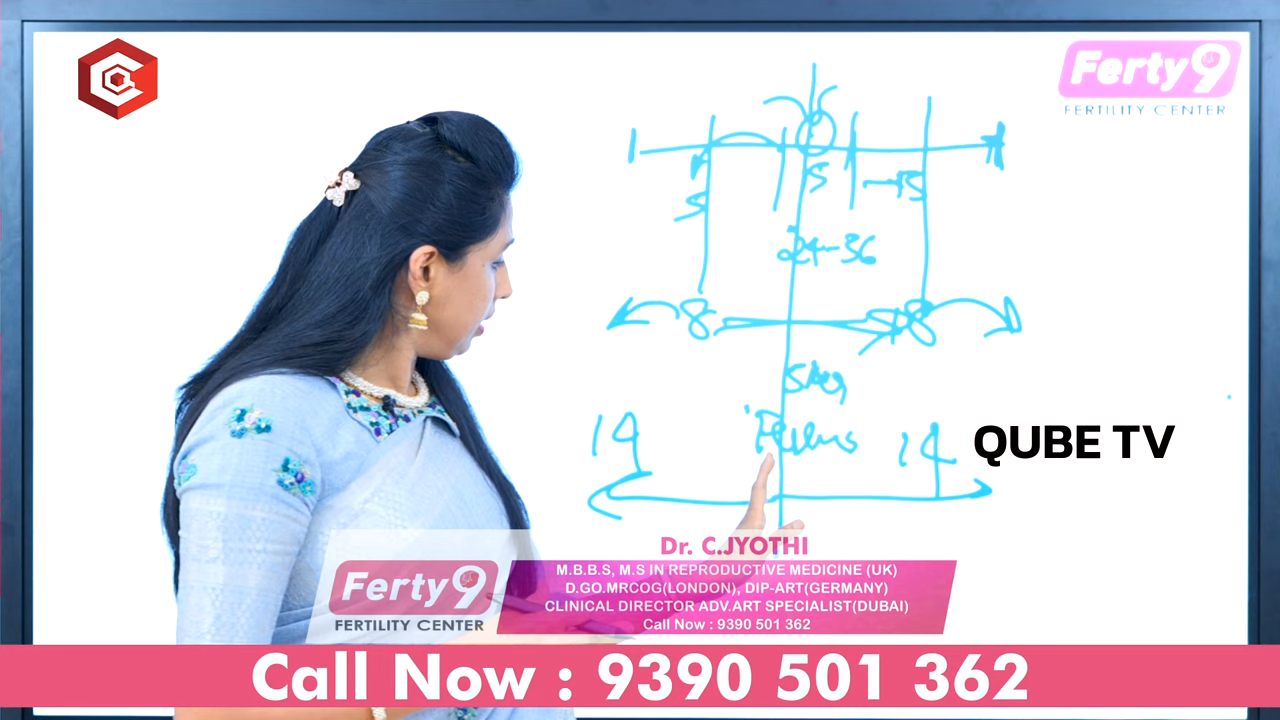 Ferty9
FERTILITY CENTER
5
5
15
24-36
8
8
14
14
QUBE TV
Dr. C.JYOTHI
Ferty9
FERTILITY CENTER
M.B.B.S, M.S IN REPRODUCTIVE MEDICINE (UK)
D.GO.MRCOG(LONDON), DIP-ART(GERMANY)
CLINICAL DIRECTOR ADV.ART SPECIALIST(DUBAI)
Call Now : 9390 501 362
Call Now : 9390 501 362